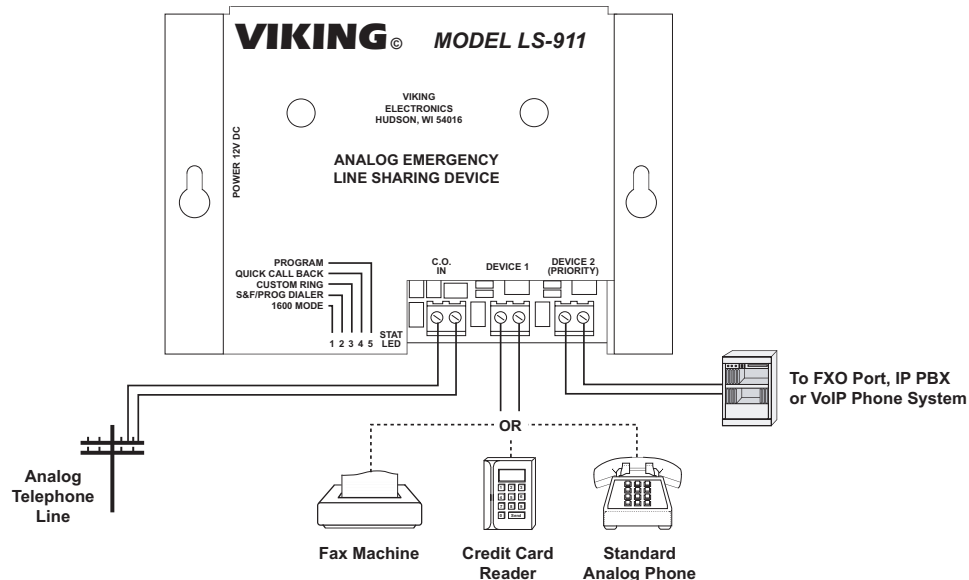 VIKING© MODEL LS-911
VIKING
ELECTRONICS
HUDSON, WI 54016
POWER 12V DC
ANALOG EMERGENCY
LINE SHARING DEVICE
PROGRAM
QUICK CALL BACK
CUSTOM RING
S&F/PROG DIALER
1600 MODE
1 2 3 4 5
STAT
LED
C.O.
IN
DEVICE 1
DEVICE 2
(PRIORITY)
To FXO Port, IP PBX
or VoIP Phone System
OR
Analog
Telephone
Line
Fax Machine
Credit Card
Reader
Standard
Analog Phone